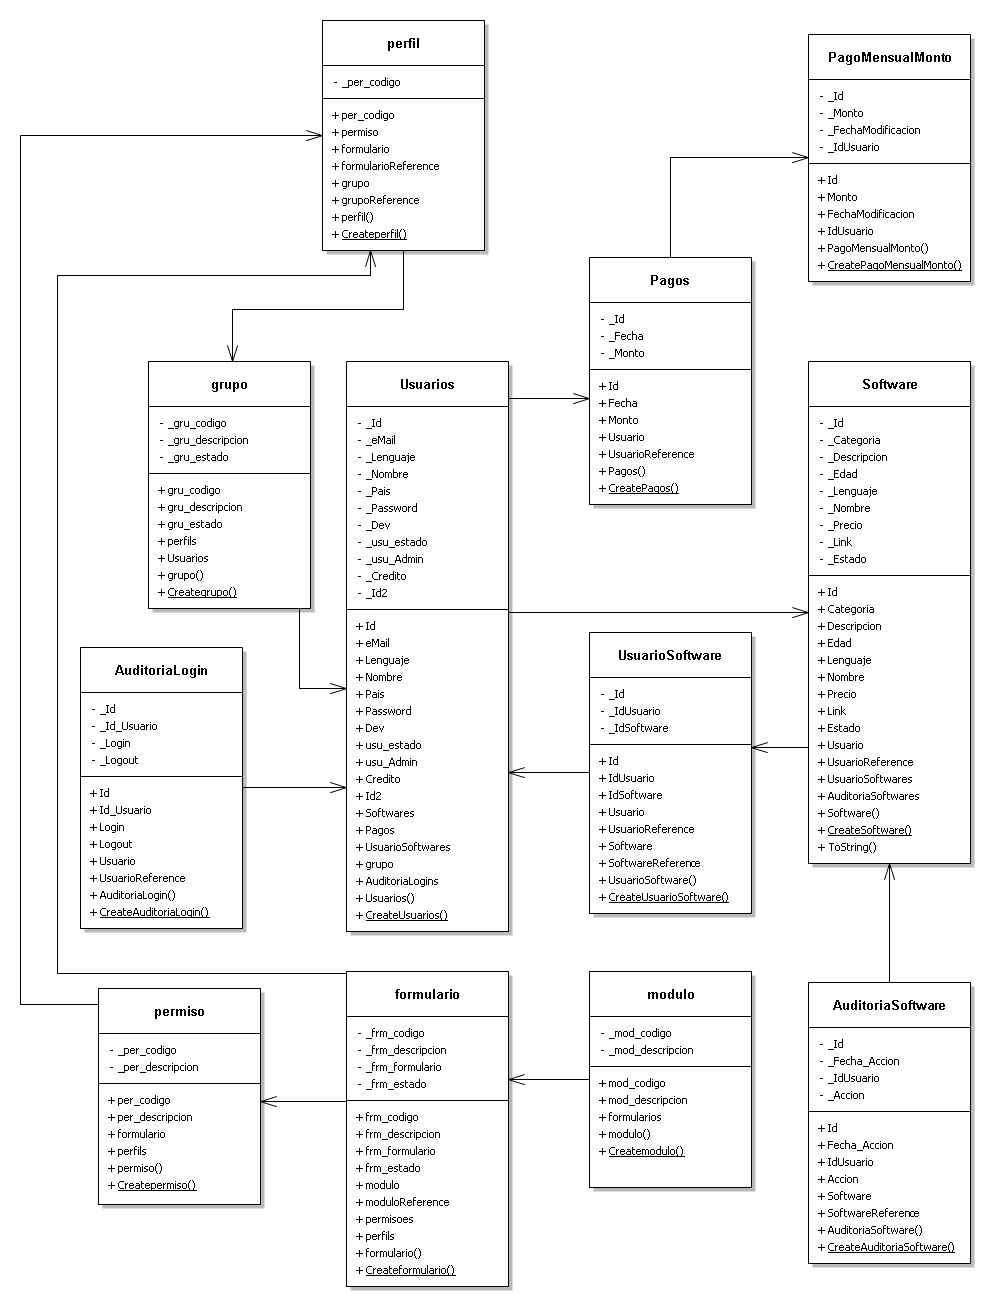 perfil
- _per_codigo
+ per_codigo
+ permiso
+ formulario
+ formularioReference
+ grupo
+ grupoReference
+ perfil()
+ Createperfil()
PagoMensualMonto
- _Id
- _Monto
- _FechaModificacion
- _IdUsuario
+ Id
+ Monto
+ FechaModificacion
+ IdUsuario
+ PagoMensualMonto()
+ CreatePagoMensualMonto()
Pagos
- _Id
- _Fecha
- _Monto
+ Id
+ Fecha
+ Monto
+ Usuario
+ UsuarioReference
+ Pagos()
+ CreatePagos()
grupo
- _gru_codigo
- _gru_descripcion
- _gru_estado
+ gru_codigo
+ gru_descripcion
+ gru_estado
+ perfils
+ Usuarios
+ grupo()
+ Creategrupo()
Usuarios
- _Id
- _eMail
- _Lenguaje
- _Nombre
- _Pais
- _Password
- _Dev
- _usu_estado
- _usu_Admin
- _Credito
- _Id2
+ Id
+ eMail
+ Lenguaje
+ Nombre
+ Pais
+ Password
+ Dev
+ usu_estado
+ usu_Admin
+ Credito
+ Id2
+ Softwares
+ Pagos
+ UsuarioSoftwares
+ grupo
+ AuditoriaLogins
+ Usuarios()
+ CreateUsuarios()
Software
- _Id
- _Categoria
- _Descripcion
- _Edad
- _Lenguaje
- _Nombre
- _Precio
- _Link
- _Estado
+ Id
+ Categoria
+ Descripcion
+ Edad
+ Lenguaje
+ Nombre
+ Precio
+ Link
+ Estado
+ Usuario
+ UsuarioReference
+ UsuarioSoftwares
+ AuditoriaSoftwares
+ Software()
+ CreateSoftware()
+ ToString()
UsuarioSoftware
- _Id
- _IdUsuario
- _IdSoftware
+ Id
+ IdUsuario
+ IdSoftware
+ Usuario
+ UsuarioReference
+ Software
+ SoftwareReference
+ UsuarioSoftware()
+ CreateUsuarioSoftware()
AuditoriaLogin
- _Id
- _Id_Usuario
- _Login
- _Logout
+ Id
+ Id_Usuario
+ Login
+ Logout
+ Usuario
+ UsuarioReference
+ AuditoriaLogin()
+ CreateAuditoriaLogin()
permiso
- _per_codigo
- _per_descripcion
+ per_codigo
+ per_descripcion
+ formulario
+ perfils
+ permiso()
+ Createpermiso()
formulario
- _frm_codigo
- _frm_descripcion
- _frm_formulario
- _frm_estado
+ frm_codigo
+ frm_descripcion
+ frm_formulario
+ frm_estado
+ modulo
+ moduloReference
+ permisoes
+ perfils
+ formulario()
+ Createformulario()
modulo
- _mod_codigo
- _mod_descripcion
+ mod_codigo
+ mod_descripcion
+ formularios
+ modulo()
+ Createmodulo()
AuditoriaSoftware
- _Id
- _Fecha_Accion
- _IdUsuario
- _Accion
+ Id
+ Fecha_Accion
+ IdUsuario
+ Accion
+ Software
+ SoftwareReference
+ AuditoriaSoftware()
+ CreateAuditoriaSoftware()